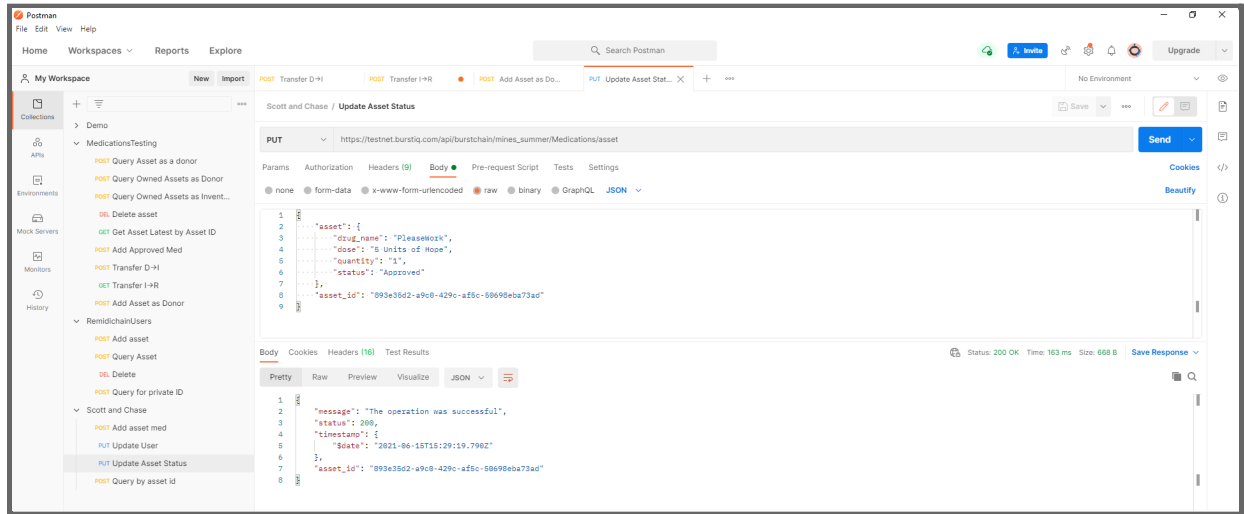 Postman
File Edit View Help
Home Workspaces Reports Explore Search Postman Invite Upgrade
My Workspace New Import POST Transfer D→I POST Transfer I→R POST Add Asset as Do... PUT Update Asset Stat... No Environment
Collections
APIs
Environments
Mock Servers
Monitors
History
Demo
MedicationsTesting
POST Query Asset as a donor
POST Query Owned Assets as Donor
POST Query Owned Assets as Invent...
DEL Delete asset
GET Get Asset Latest by Asset ID
POST Add Approved Med
POST Transfer D→I
GET Transfer I→R
POST Add Asset as Donor
RemidichainUsers
POST Add asset
POST Query Asset
DEL Delete
POST Query for private ID
Scott and Chase
POST Add asset med
PUT Update User
PUT Update Asset Status
POST Query by asset id
Scott and Chase / Update Asset Status Save
PUT https://testnet.burstiq.com/api/burstchain/mines_summer/Medications/asset Send
Params Authorization Headers (9) Body Pre-request Script Tests Settings Cookies
none form-data x-www-form-urlencoded raw binary GraphQL JSON Beautify
1 {
2 "asset": {
3 "drug_name": "PleaseWork",
4 "dose": "5 Units of Hope",
5 "quantity": "1",
6 "status": "Approved"
7 },
8 "asset_id": "893e35d2-a9c0-429c-af5c-50698eba73ad"
9 }
Body Cookies Headers (16) Test Results Status: 200 OK Time: 163 ms Size: 668 B Save Response
Pretty Raw Preview Visualize JSON
1 {
2 "message": "The operation was successful",
3 "status": 200,
4 "timestamp": {
5 "$date": "2021-06-15T15:29:19.790Z"
6 },
7 "asset_id": "893e35d2-a9c0-429c-af5c-50698eba73ad"
8 }